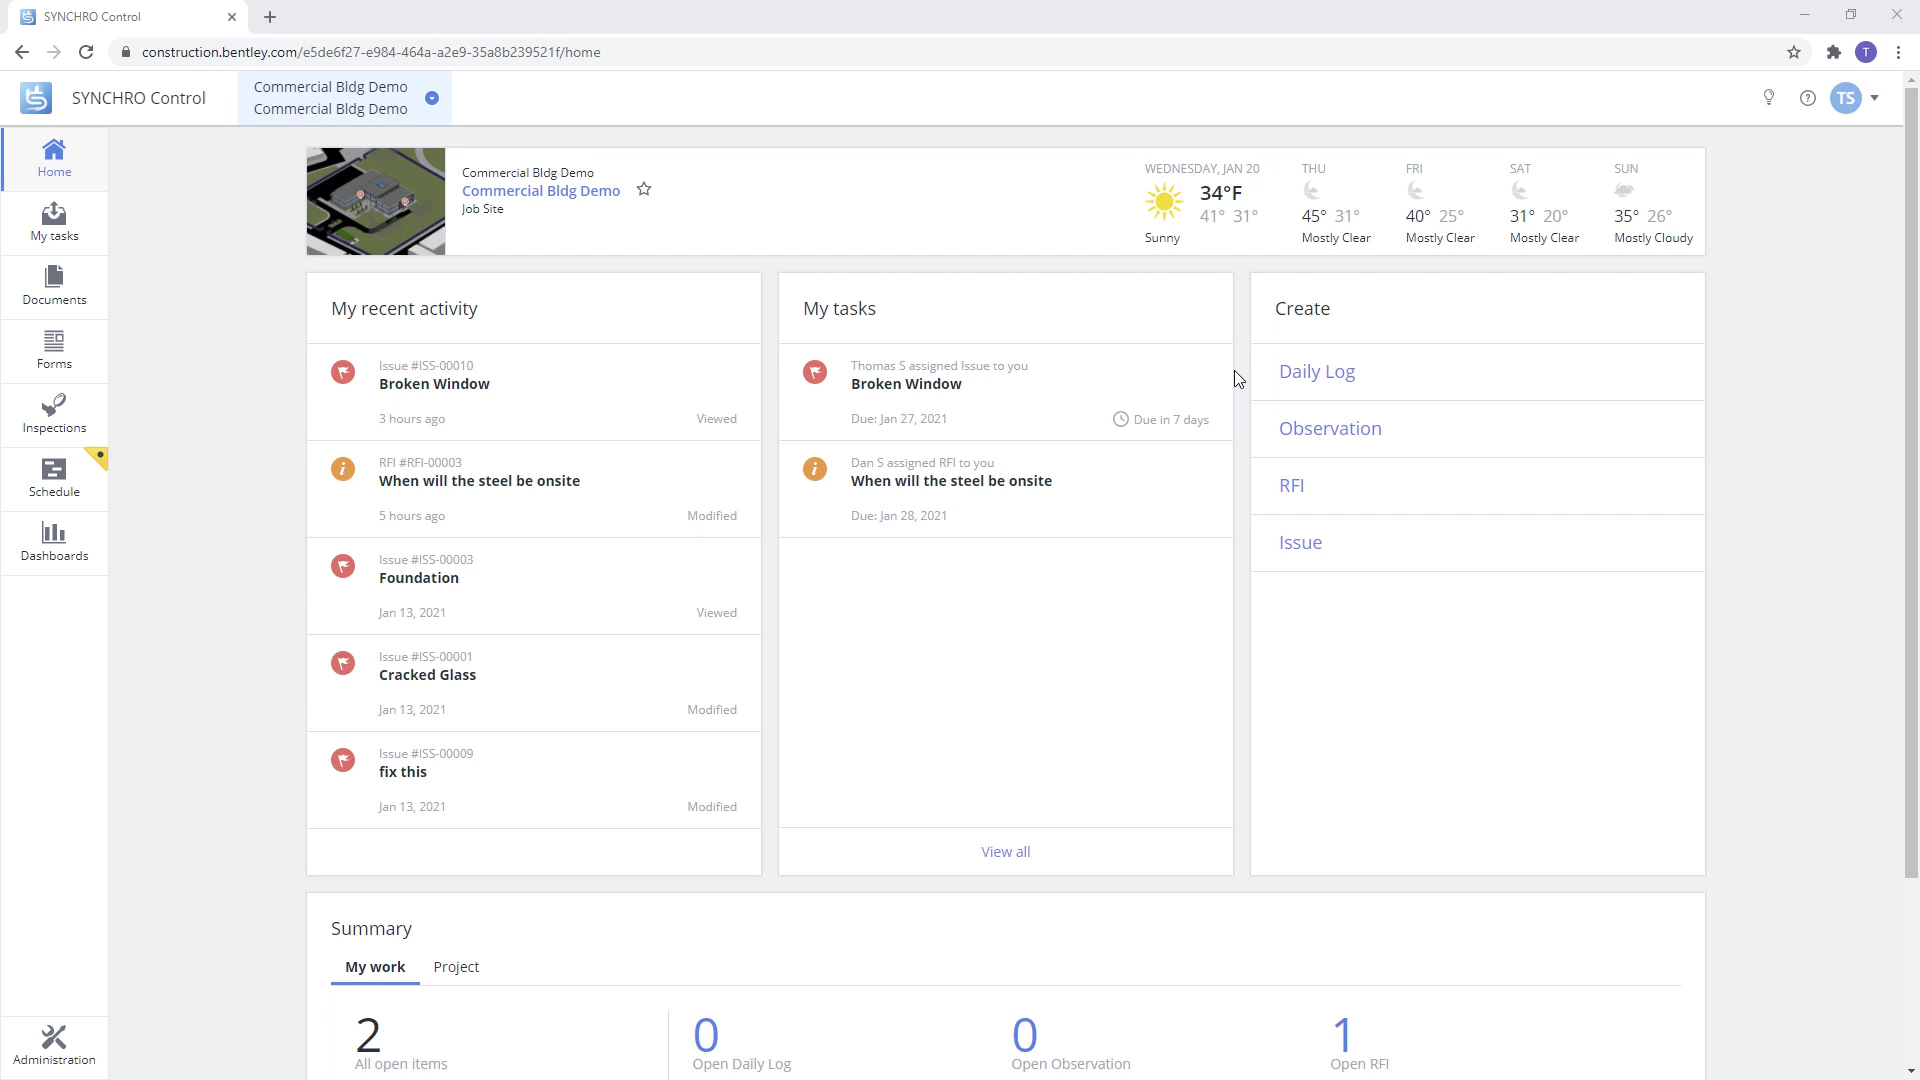 SYNCHRO Control
construction.bentley.com/e5de6f27-e984-464a-a2e9-35a8b239521f/home
T
SYNCHRO Control
Commercial Bldg Demo
Commercial Bldg Demo
TS
Home
My tasks
Documents
Forms
Inspections
Schedule
Dashboards
Administration
Commercial Bldg Demo
Commercial Bldg Demo
Job Site
WEDNESDAY, JAN 20
34°F
41° 31°
Sunny
THU
45° 31°
Mostly Clear
FRI
40° 25°
Mostly Clear
SAT
31° 20°
Mostly Clear
SUN
35° 26°
Mostly Cloudy
My recent activity
Issue #ISS-00010
Broken Window
3 hours ago Viewed
RFI #RFI-00003
When will the steel be onsite
5 hours ago Modified
Issue #ISS-00003
Foundation
Jan 13, 2021 Viewed
Issue #ISS-00001
Cracked Glass
Jan 13, 2021 Modified
Issue #ISS-00009
fix this
Jan 13, 2021 Modified
My tasks
Thomas S assigned Issue to you
Broken Window
Due: Jan 27, 2021 Due in 7 days
Dan S assigned RFI to you
When will the steel be onsite
Due: Jan 28, 2021
View all
Create
Daily Log
Observation
RFI
Issue
Summary
My work Project
2
All open items
0
Open Daily Log
0
Open Observation
1
Open RFI